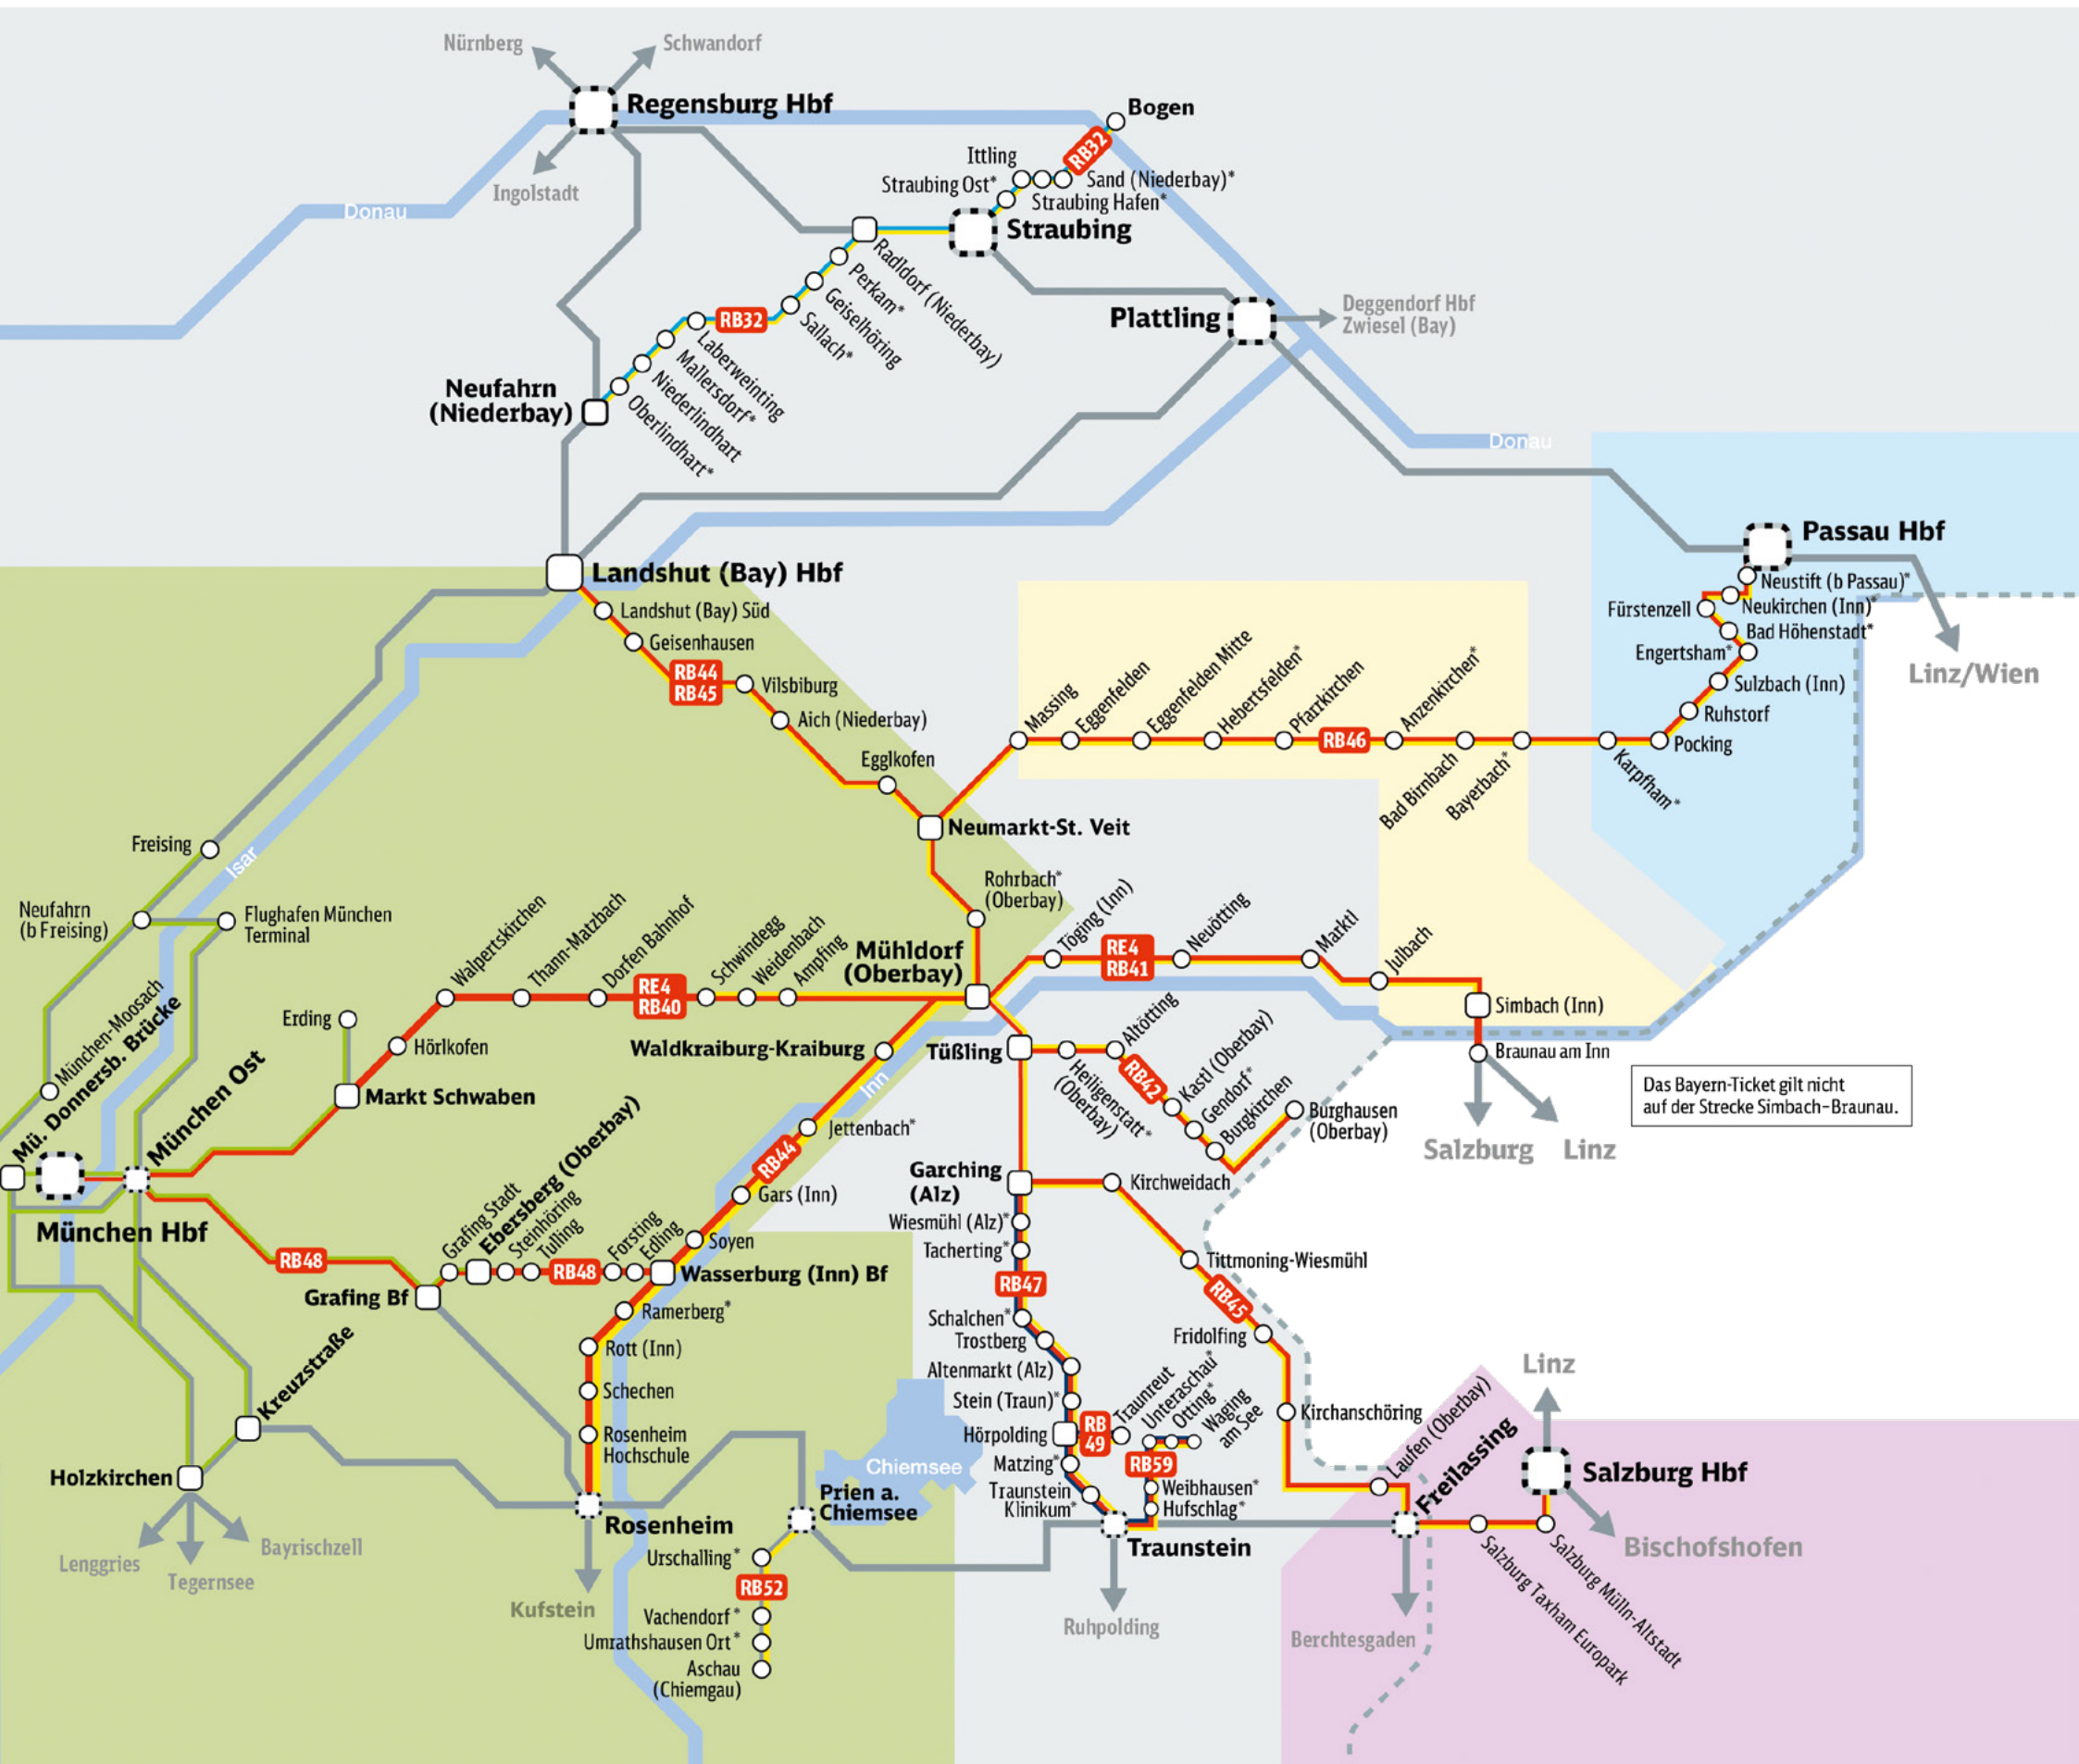 Nürnberg
Schwandorf
Regensburg Hbf
Ingolstadt
Donau
Bogen
RB32
Ittling
Straubing Ost*
Sand (Niederbay)*
Straubing Hafen*
Straubing
Radldorf (Niederbay)
Perkam*
Geiselhöring
Sallach*
RB32
Laberweinting
Mallersdorf*
Niederlindhart
Oberlindhart*
Neufahrn
(Niederbay)
Plattling
Deggendorf Hbf
Zwiesel (Bay)
Donau
Passau Hbf
Neustift (b Passau)*
Neukirchen (Inn)*
Fürstenzell
Bad Höhenstadt*
Engertsham*
Sulzbach (Inn)
Ruhstorf
Pocking
Linz/Wien
Landshut (Bay) Hbf
Landshut (Bay) Süd
Geisenhausen
RB44
RB45
Vilsbiburg
Aich (Niederbay)
Egglkofen
Neumarkt-St. Veit
Massing
Eggenfelden
Eggenfelden Mitte
Hebertsfelden*
Pfarrkirchen
RB46
Anzenkirchen*
Bad Birnbach
Bayerbach*
Karpfham*
Rohrbach*
(Oberbay)
Freising
Isar
Neufahrn
(b Freising)
Flughafen München
Terminal
Mühldorf
(Oberbay)
Töging (Inn)
RE4
RB41
Neuötting
Marktl
Julbach
Simbach (Inn)
Braunau am Inn
Salzburg
Linz
Das Bayern-Ticket gilt nicht
auf der Strecke Simbach–Braunau.
Walpertskirchen
Thann-Matzbach
Dorfen Bahnhof
RE4
RB40
Schwindegg
Weidenbach
Ampfing
Erding
Hörlkofen
Markt Schwaben
München-Moosach
Mü. Donnersb. Brücke
München Ost
München Hbf
Waldkraiburg-Kraiburg
Inn
Jettenbach*
RB44
Gars (Inn)
Soyen
Tüßling
Heiligenstatt*
(Oberbay)
Altötting
RB42
Kastl (Oberbay)
Gendorf*
Burgkirchen
Burghausen
(Oberbay)
RB48
Grafing Bf
Grafing Stadt
Ebersberg (Oberbay)
Steinhöring
Tulling
RB48
Forsting
Edling
Wasserburg (Inn) Bf
Ramerberg*
Rott (Inn)
Schechen
Rosenheim
Hochschule
Rosenheim
Kufstein
Kreuzstraße
Holzkirchen
Lenggries
Tegernsee
Bayrischzell
Chiemsee
Prien a.
Chiemsee
Urschalling*
RB52
Vachendorf*
Umrathshausen Ort*
Aschau
(Chiemgau)
Garching
(Alz)
Kirchweidach
Wiesmühl (Alz)*
Tacherting*
RB47
Schalchen*
Trostberg
Altenmarkt (Alz)
Stein (Traun)*
Hörpolding
RB
49
Traunreut
Matzing*
Traunstein
Klinikum*
Unteraschau*
Otting*
Waging
am See
RB59
Weibhausen*
Hufschlag*
Traunstein
Ruhpolding
Tittmoning-Wiesmühl
RB45
Fridolfing
Kirchanschöring
Laufen (Oberbay)
Freilassing
Berchtesgaden
Linz
Salzburg Hbf
Bischofshofen
Salzburg Taxham Europark
Salzburg Mülln-Altstadt